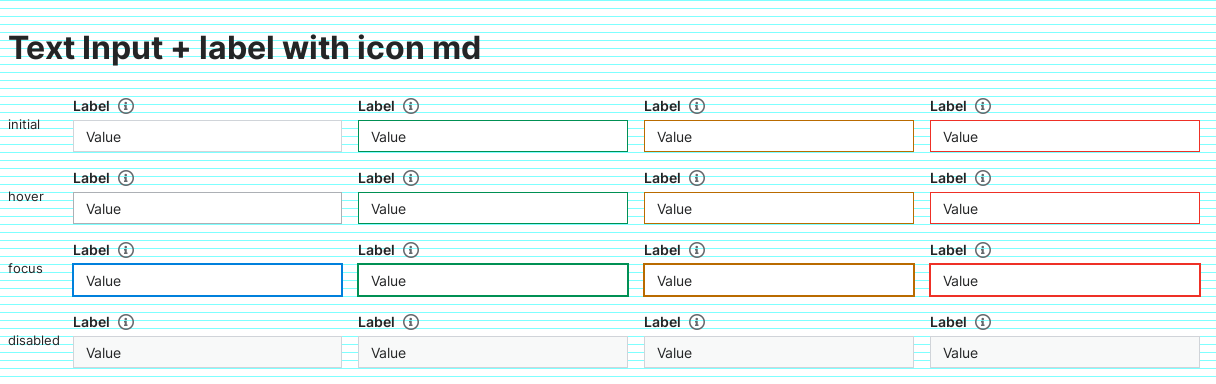 Text Input + label with icon md
Label Label Label Label
initial Value Value Value Value
Label Label Label Label
hover Value Value Value Value
Label Label Label Label
focus Value Value Value Value
Label Label Label Label
disabled Value Value Value Value